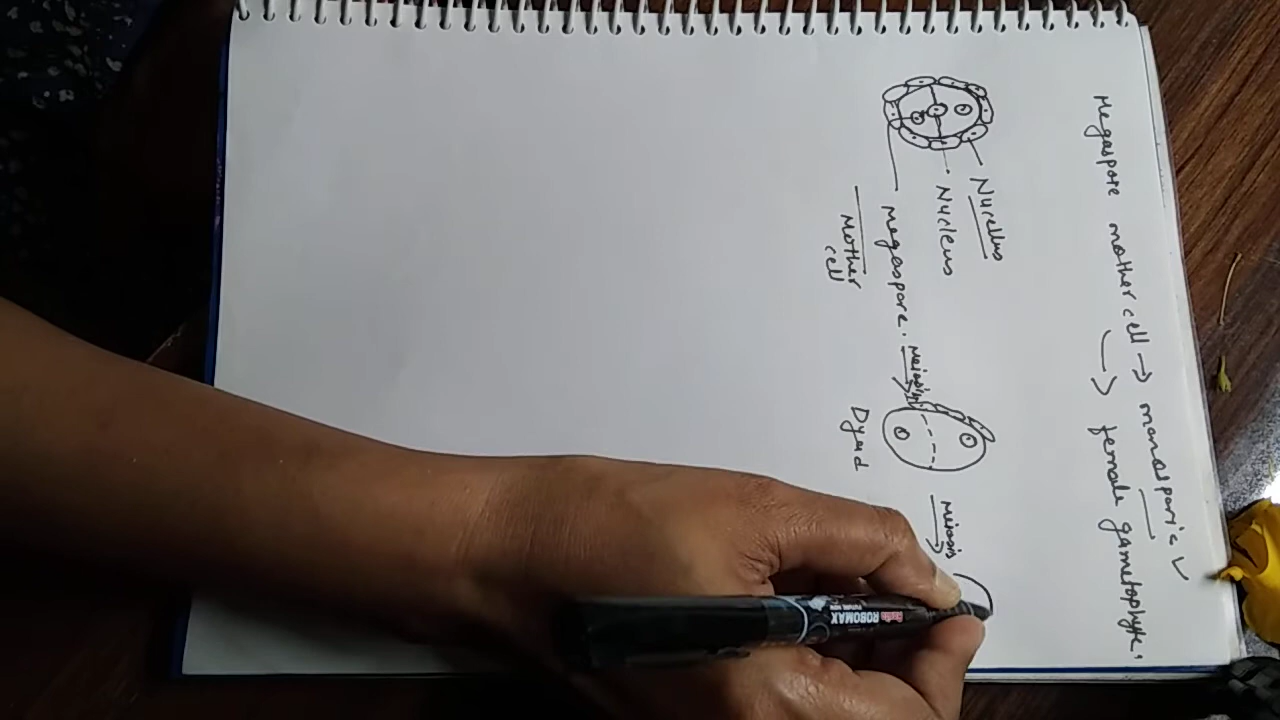 Megaspore mother cell → monosporic ✓
→ female gametophyte.
Nucellus
Nucleus
Megaspore
Mother
cell
Meiosis
Dyad
Meiosis
ROBOMAX